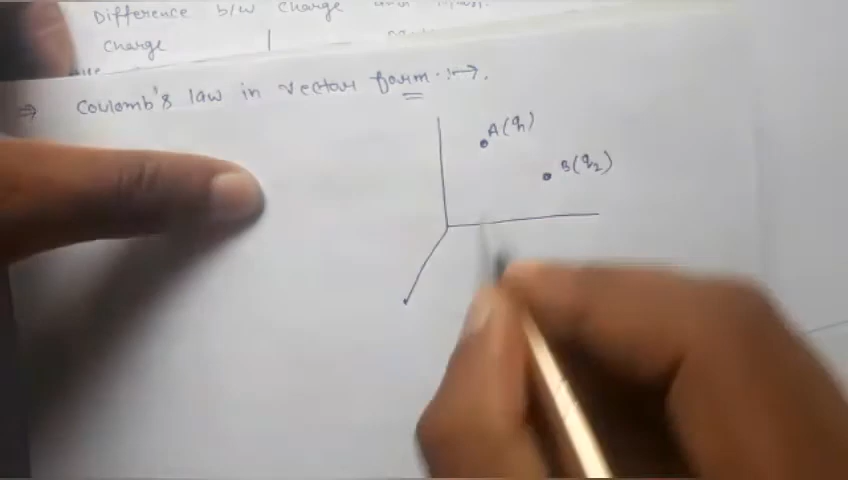 Difference b/w charge
charge
⇒ Coulomb's law in vector form :→.
A(q₁)
B(q₂)